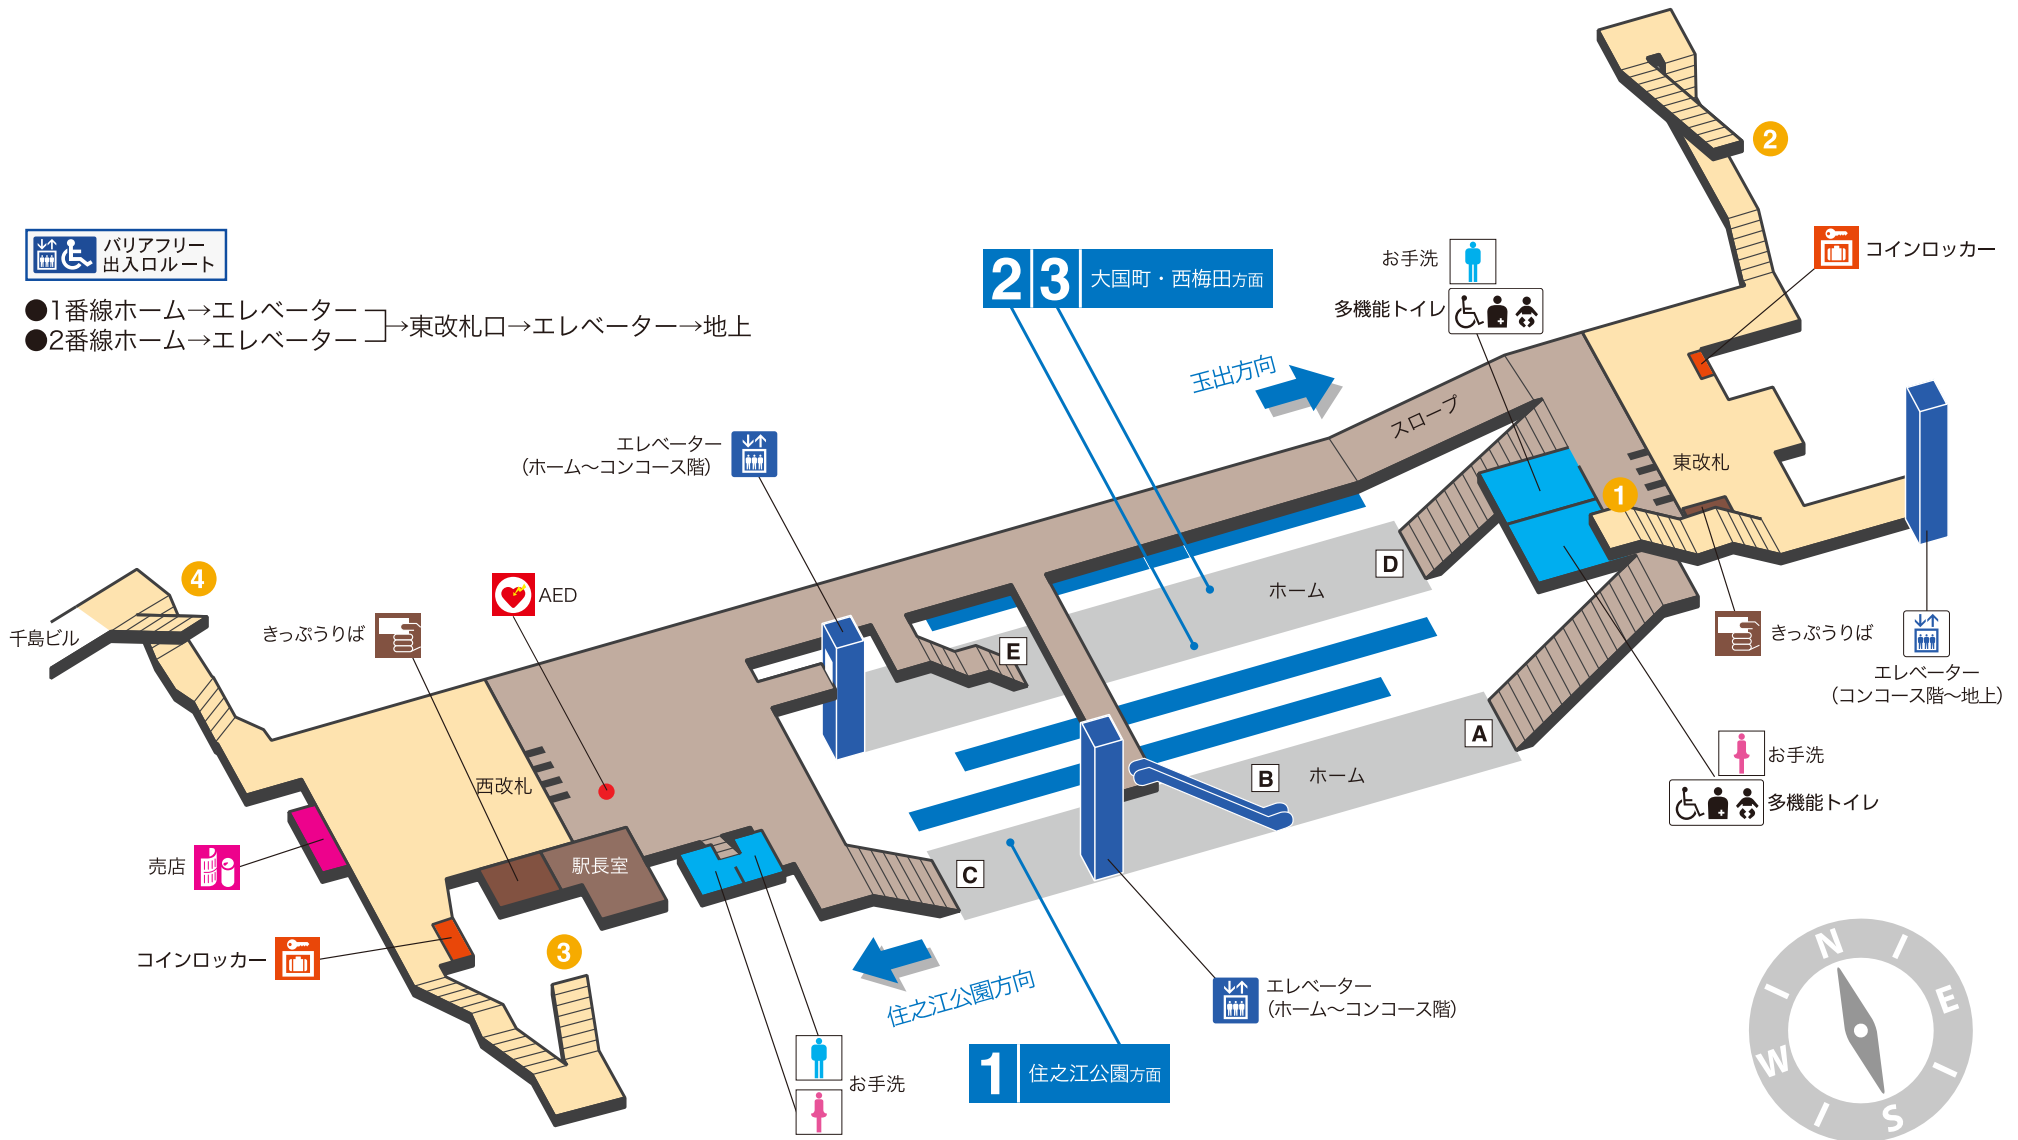 バリアフリー
出入口ルート
●1番線ホーム→エレベーター
●2番線ホーム→エレベーター
→東改札口→エレベーター→地上
2
コインロッカー
お手洗
多機能トイレ
2 3 大国町・西梅田方面
玉出方向
スロープ
エレベーター
(ホーム〜コンコース階)
東改札
1
D
ホーム
4
千島ビル
きっぷうりば
AED
E
きっぷうりば
エレベーター
(コンコース階〜地上)
A
お手洗
多機能トイレ
B
ホーム
西改札
売店
駅長室
C
コインロッカー
3
住之江公園方向
エレベーター
(ホーム〜コンコース階)
1 住之江公園方面
お手洗
N
E
S
W